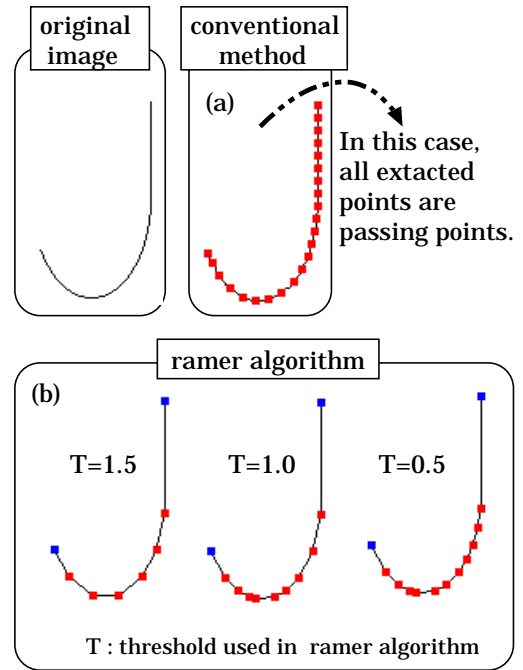 original
image
conventional
method
(a)
In this case,
all extacted
points are
passing points.
ramer algorithm
(b)
T=1.5
T=1.0
T=0.5
T : threshold used in ramer algorithm